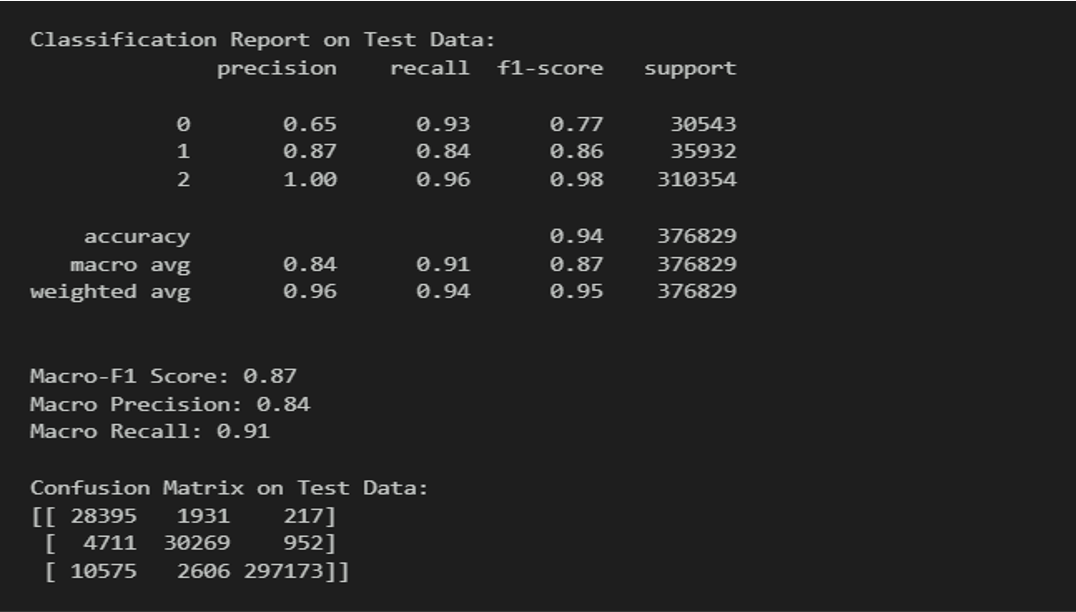 Classification Report on Test Data:
precision recall f1-score support
0 0.65 0.93 0.77 30543
1 0.87 0.84 0.86 35932
2 1.00 0.96 0.98 310354
accuracy 0.94 376829
macro avg 0.84 0.91 0.87 376829
weighted avg 0.96 0.94 0.95 376829
Macro-F1 Score: 0.87
Macro Precision: 0.84
Macro Recall: 0.91
Confusion Matrix on Test Data:
[[ 28395 1931 217]
[ 4711 30269 952]
[ 10575 2606 297173]]